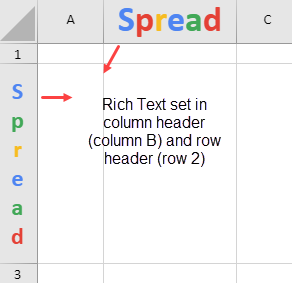 A Spread C
1
S
p
r
e
a
d
Rich Text set in
column header
(column B) and row
header (row 2)
3